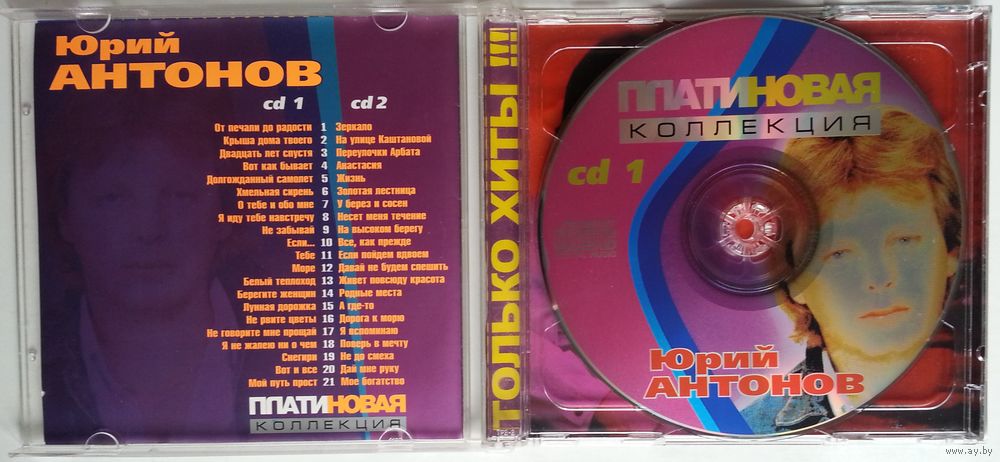 Юрий
АНТОНОВ
cd 1 cd 2
От печали до радости 1 Зеркало
Крыша дома твоего 2 На улице Каштановой
Двадцать лет спустя 3 Переулочки Арбата
Вот как бывает 4 Анастасия
Долгожданный самолет 5 Жизнь
Хмельная сирень 6 Золотая лестница
О тебе и обо мне 7 У берез и сосен
Я иду тебе навстречу 8 Несет меня течение
Не забывай 9 На высоком берегу
Если... 10 Все, как прежде
Тебе 11 Если пойдем вдвоем
Море 12 Давай не будем спешить
Белый теплоход 13 Живет повсюду красота
Берегите женщин 14 Родные места
Лунная дорожка 15 А где-то
Не рвите цветы 16 Дорога к морю
Не говорите мне прощай 17 Я вспоминаю
Я не жалею ни о чем 18 Поверь в мечту
Снегири 19 Не до смеха
Вот и все 20 Дай мне руку
Мой путь прост 21 Мое богатство
ПЛАТИНОВАЯ
КОЛЛЕКЦИЯ
ТОЛЬКО ХИТЫ !!!
ПЛАТИНОВАЯ
КОЛЛЕКЦИЯ
cd 1
Юрий
АНТОНОВ
www.ay.by